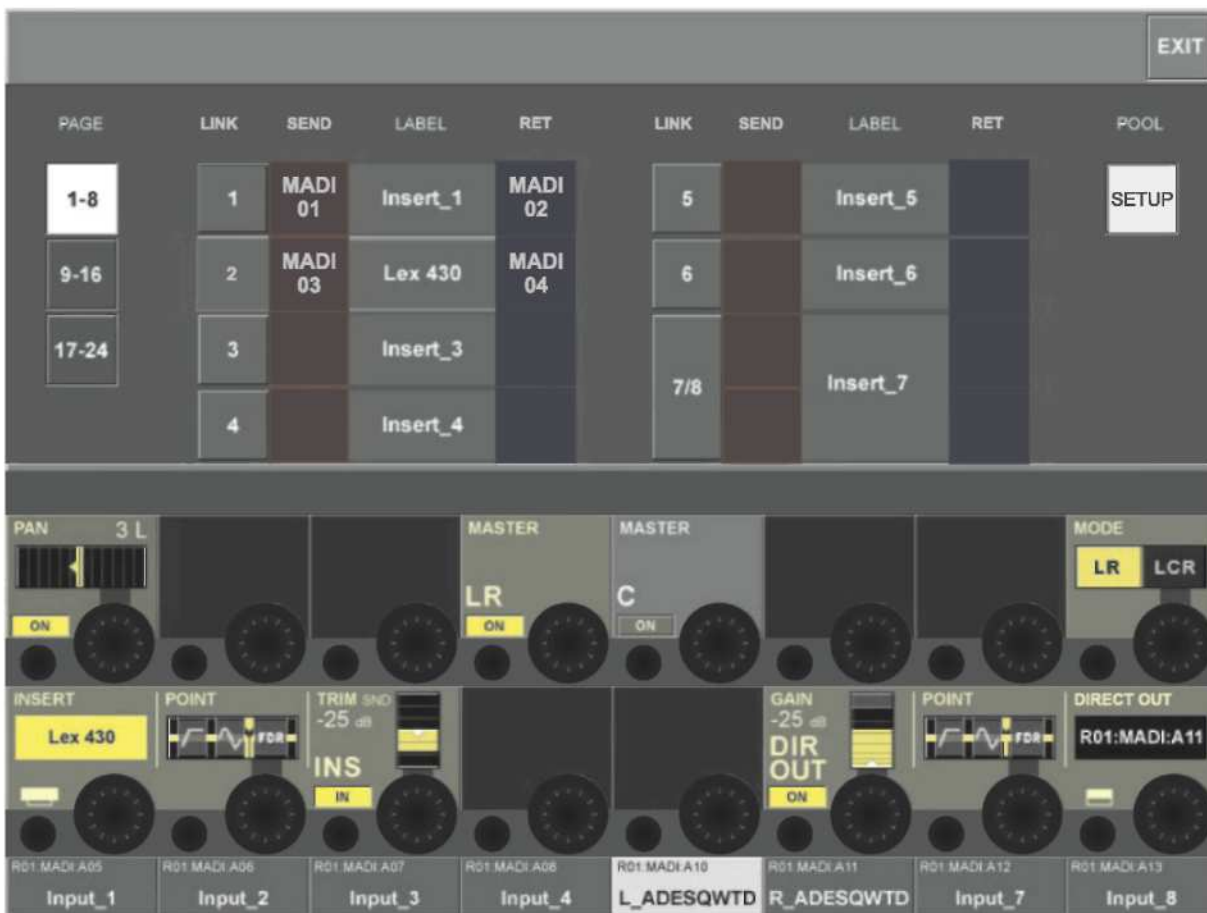 EXIT
PAGE LINK SEND LABEL RET LINK SEND LABEL RET POOL
1-8 1 MADI 01 Insert_1 MADI 02 5 Insert_5 SETUP
9-16 2 MADI 03 Lex 430 MADI 04 6 Insert_6
17-24 3 Insert_3 7/8 Insert_7
4 Insert_4
PAN 3 L MASTER MASTER MODE
LR LCR
LR C
ON ON ON
INSERT POINT TRIM SND GAIN POINT DIRECT OUT
-25 dB -25 dB
Lex 430 FDR DIR OUT FDR R01:MADI:A11
INS
IN ON
R01:MADI:A05 R01:MADI:A06 R01:MADI:A07 R01:MADI:A08 R01:MADI:A10 R01:MADI:A11 R01:MADI:A12 R01:MADI:A13
Input_1 Input_2 Input_3 Input_4 L_ADESQWTD R_ADESQWTD Input_7 Input_8